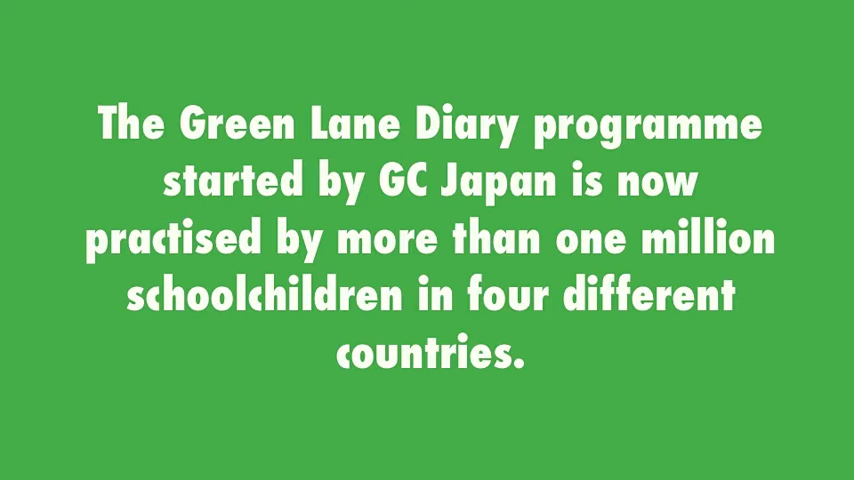 The Green Lane Diary programme
started by GC Japan is now
practised by more than one million
schoolchildren in four different
countries.